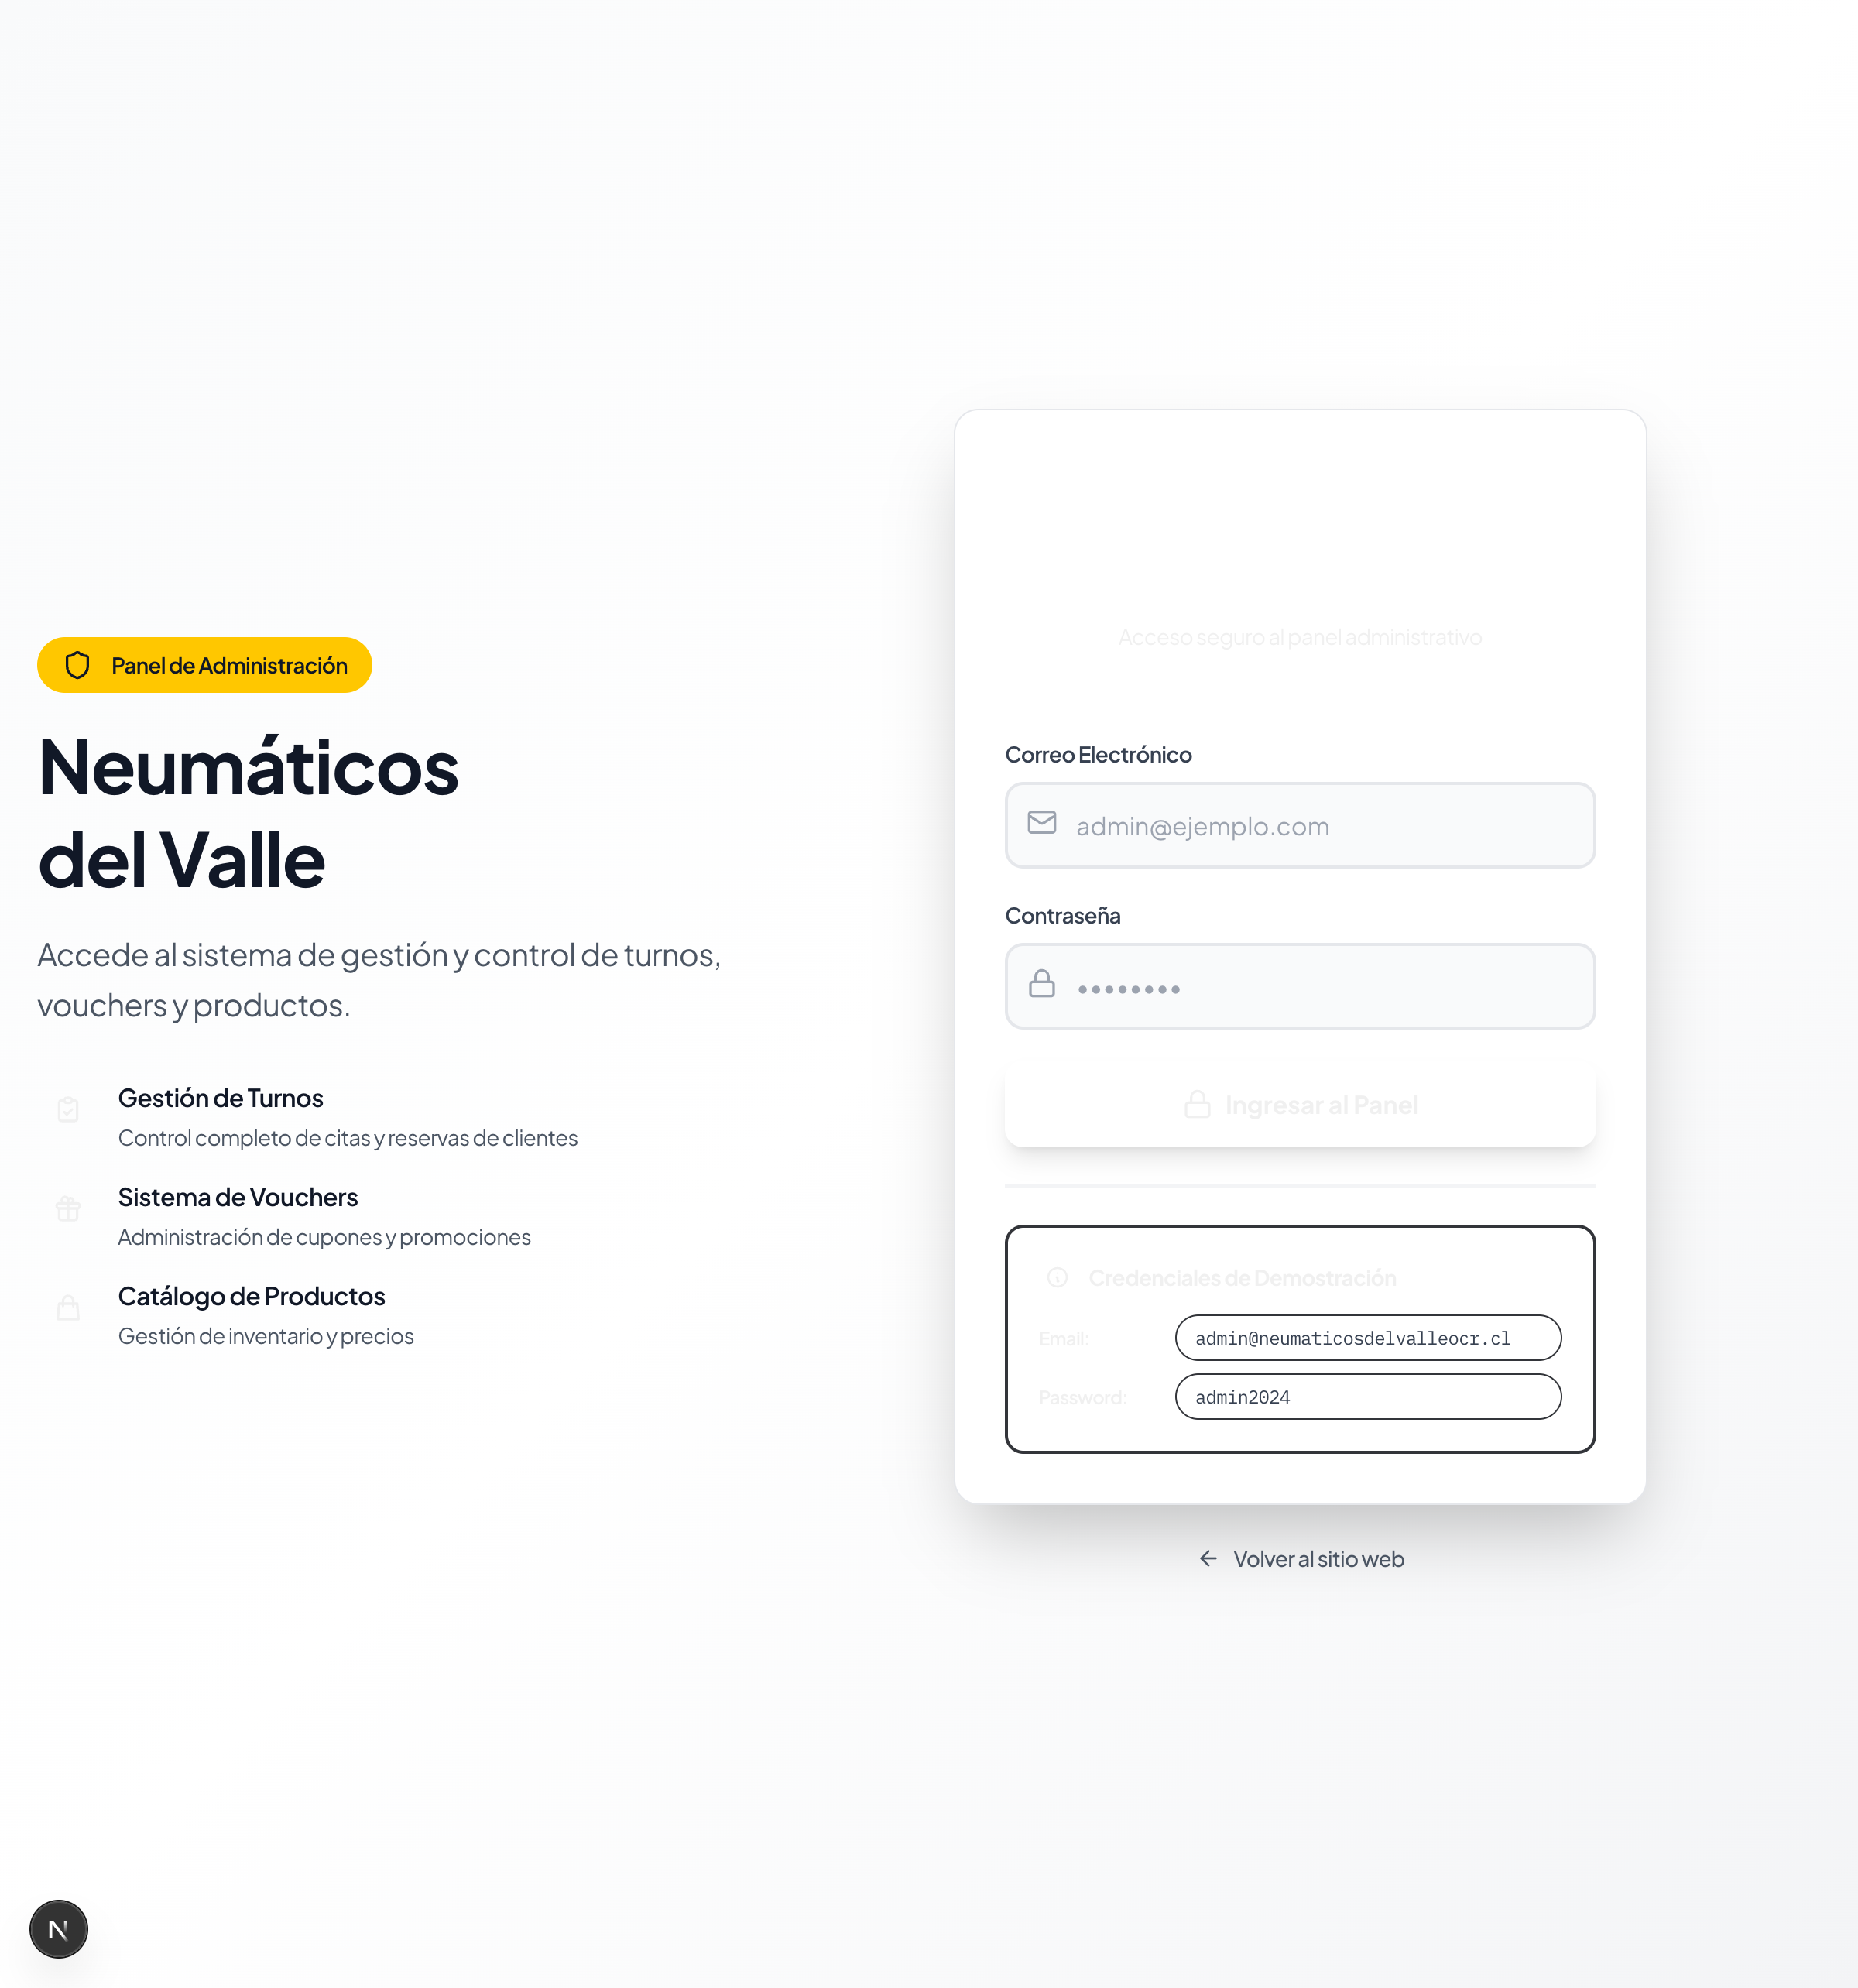 Panel de Administración
Neumáticos
del Valle
Accede al sistema de gestión y control de turnos,
vouchers y productos.
Gestión de Turnos
Control completo de citas y reservas de clientes
Sistema de Vouchers
Administración de cupones y promociones
Catálogo de Productos
Gestión de inventario y precios
Acceso seguro al panel administrativo
Correo Electrónico
admin@ejemplo.com
Contraseña
••••••••
Ingresar al Panel
Credenciales de Demostración
Email: admin@neumaticosdelvalleocr.cl
Password: admin2024
Volver al sitio web
N